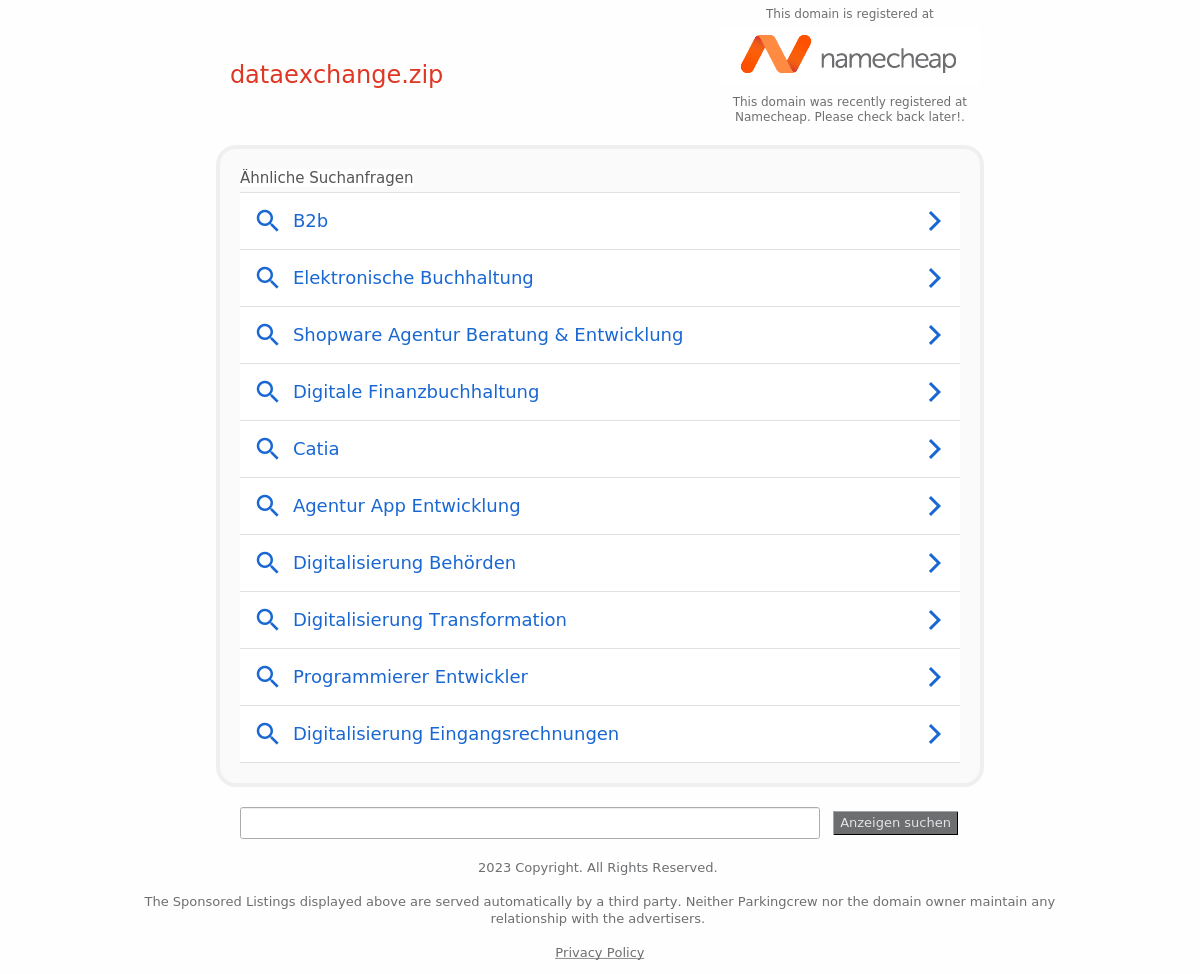 This domain is registered at
namecheap
dataexchange.zip
This domain was recently registered at
Namecheap. Please check back later!.
Ähnliche Suchanfragen
B2b
Elektronische Buchhaltung
Shopware Agentur Beratung & Entwicklung
Digitale Finanzbuchhaltung
Catia
Agentur App Entwicklung
Digitalisierung Behörden
Digitalisierung Transformation
Programmierer Entwickler
Digitalisierung Eingangsrechnungen
Anzeigen suchen
2023 Copyright. All Rights Reserved.
The Sponsored Listings displayed above are served automatically by a third party. Neither Parkingcrew nor the domain owner maintain any
relationship with the advertisers.
Privacy Policy